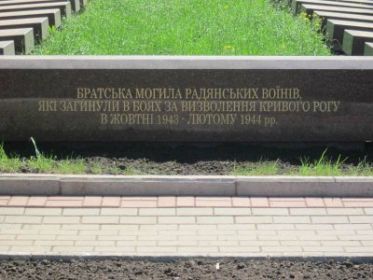 БРАТСЬКА МОГИЛА РАДЯНСЬКИХ ВОЇНІВ,
ЯКІ ЗАГИНУЛИ В БОЯХ ЗА ВИЗВОЛЕННЯ КРИВОГО РОГУ
В ЖОВТНІ 1943 - ЛЮТОМУ 1944 рр.